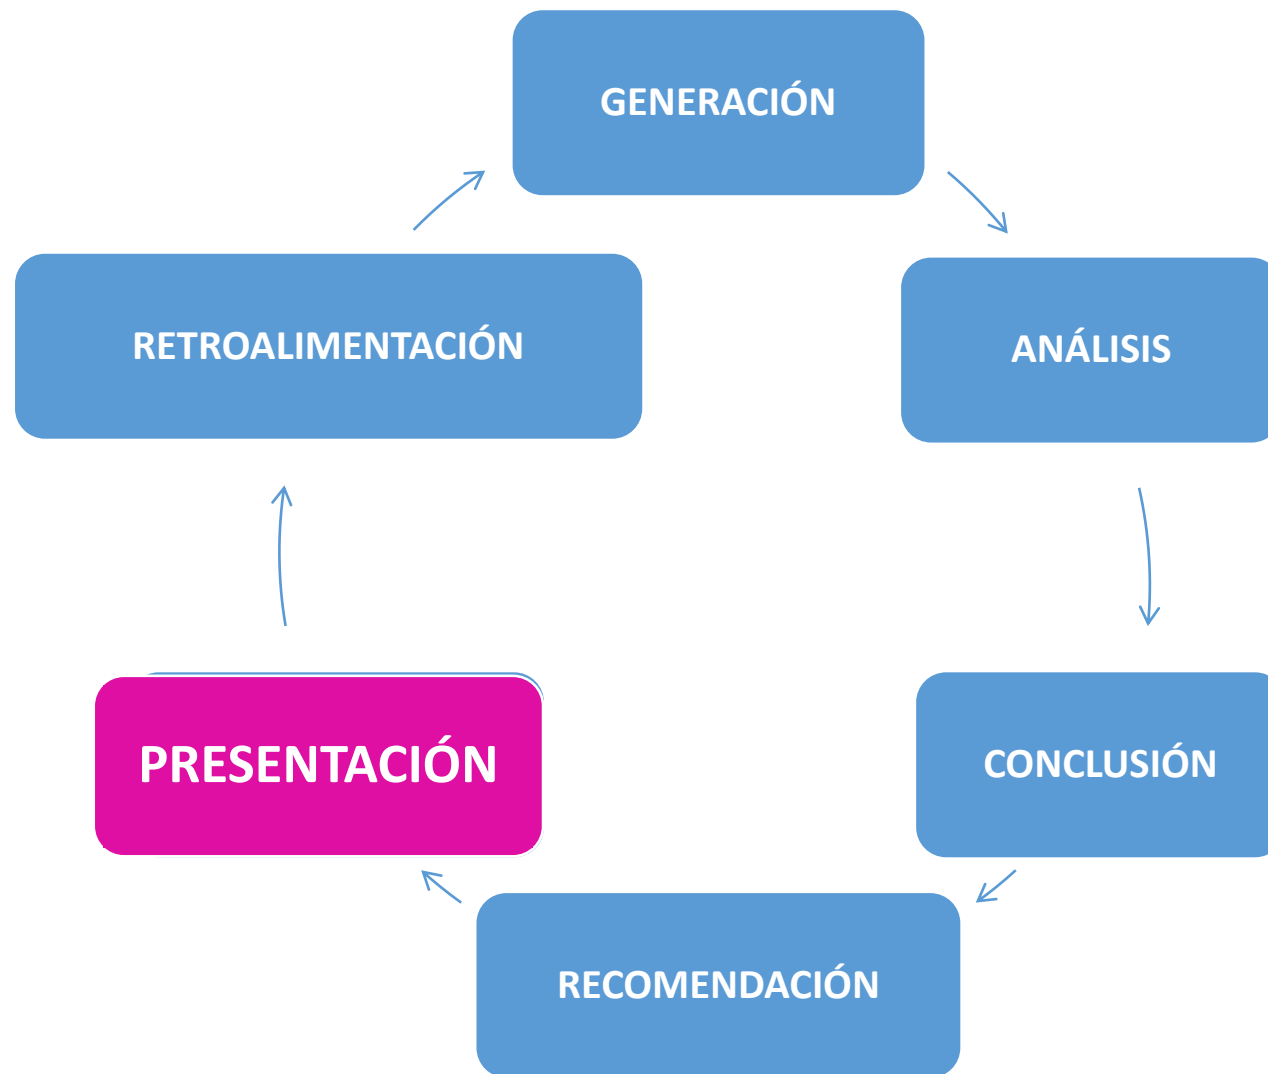 GENERACIÓN
RETROALIMENTACIÓN
ANÁLISIS
PRESENTACIÓN
CONCLUSIÓN
RECOMENDACIÓN